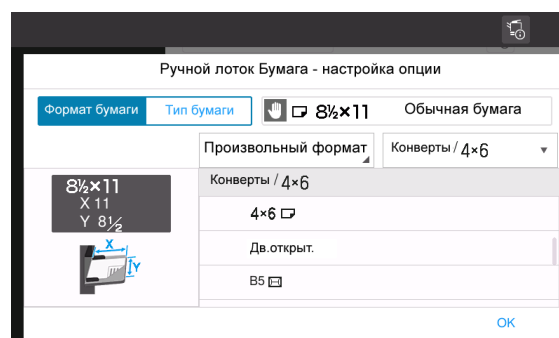 Ручной лоток Бумага - настройка опции
Формат бумаги Тип бумаги 8½×11 Обычная бумага
Произвольный формат Конверты / 4×6
8½×11
X 11
Y 8½
X
Y
Конверты / 4×6
4×6
Дв.открыт.
B5
OK